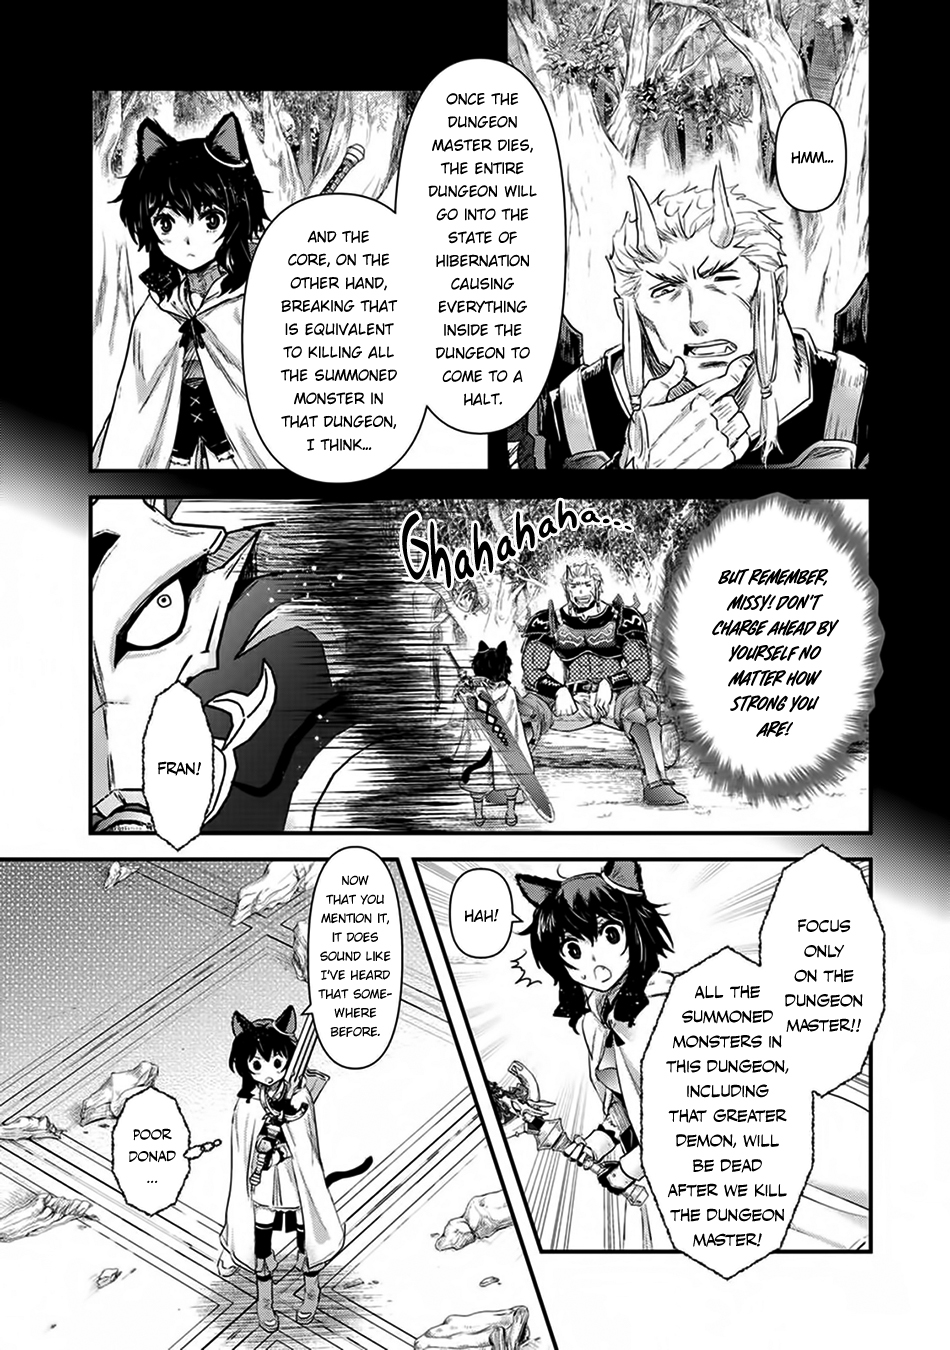 HMM...
ONCE THE
DUNGEON
MASTER DIES,
THE ENTIRE
DUNGEON WILL
GO INTO THE
STATE OF
HIBERNATION
CAUSING
EVERYTHING
INSIDE THE
DUNGEON TO
COME TO A
HALT.
AND THE
CORE, ON THE
OTHER HAND,
BREAKING THAT
IS EQUIVALENT
TO KILLING ALL
THE SUMMONED
MONSTER IN
THAT DUNGEON,
I THINK...
BUT REMEMBER,
MISSY! DON'T
CHARGE AHEAD BY
YOURSELF NO
MATTER HOW
STRONG YOU
ARE!
Ghahahaha...
FRAN!
FOCUS
ONLY
ON THE
DUNGEON
MASTER!!
ALL THE
SUMMONED
MONSTERS IN
THIS DUNGEON,
INCLUDING
THAT GREATER
DEMON, WILL
BE DEAD
AFTER WE KILL
THE DUNGEON
MASTER!
HAH!
NOW
THAT YOU
MENTION IT,
IT DOES
SOUND LIKE
I'VE HEARD
THAT SOME-
WHERE
BEFORE.
POOR
DONAD
...